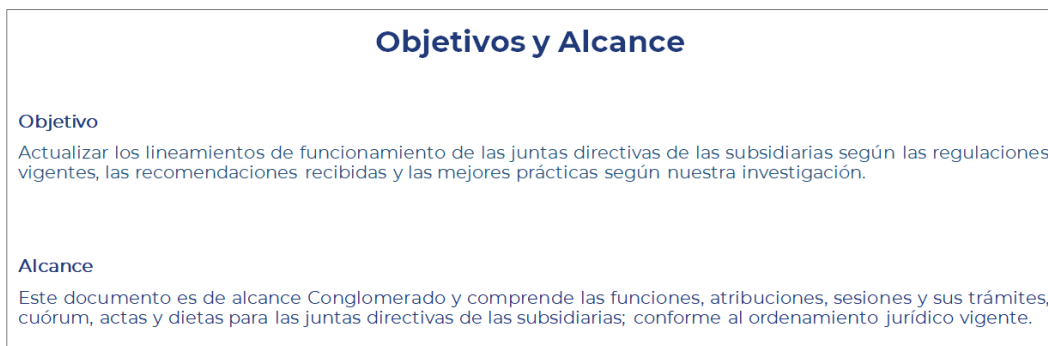 Objetivos y Alcance
Objetivo
Actualizar los lineamientos de funcionamiento de las juntas directivas de las subsidiarias según las regulaciones
vigentes, las recomendaciones recibidas y las mejores prácticas según nuestra investigación.
Alcance
Este documento es de alcance Conglomerado y comprende las funciones, atribuciones, sesiones y sus trámites,
cuórum, actas y dietas para las juntas directivas de las subsidiarias; conforme al ordenamiento jurídico vigente.